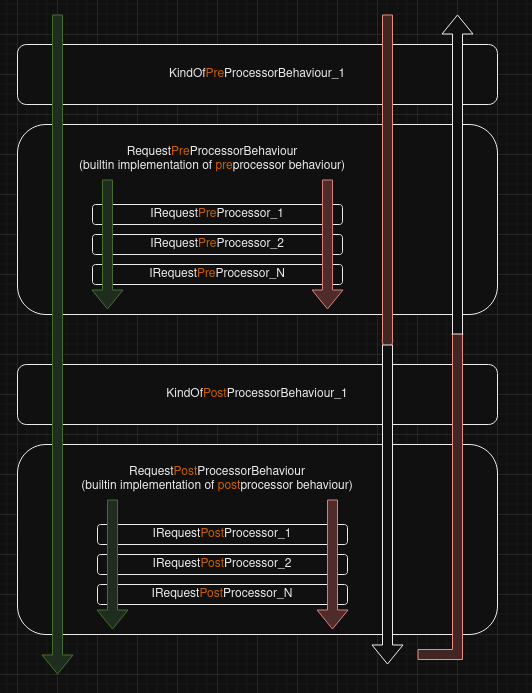 KindOfPreProcessorBehaviour_1
RequestPreProcessorBehaviour
(builtin implementation of preprocessor behaviour)
IRequestPreProcessor_1
IRequestPreProcessor_2
IRequestPreProcessor_N
KindOfPostProcessorBehaviour_1
RequestPostProcessorBehaviour
(builtin implementation of postprocessor behaviour)
IRequestPostProcessor_1
IRequestPostProcessor_2
IRequestPostProcessor_N